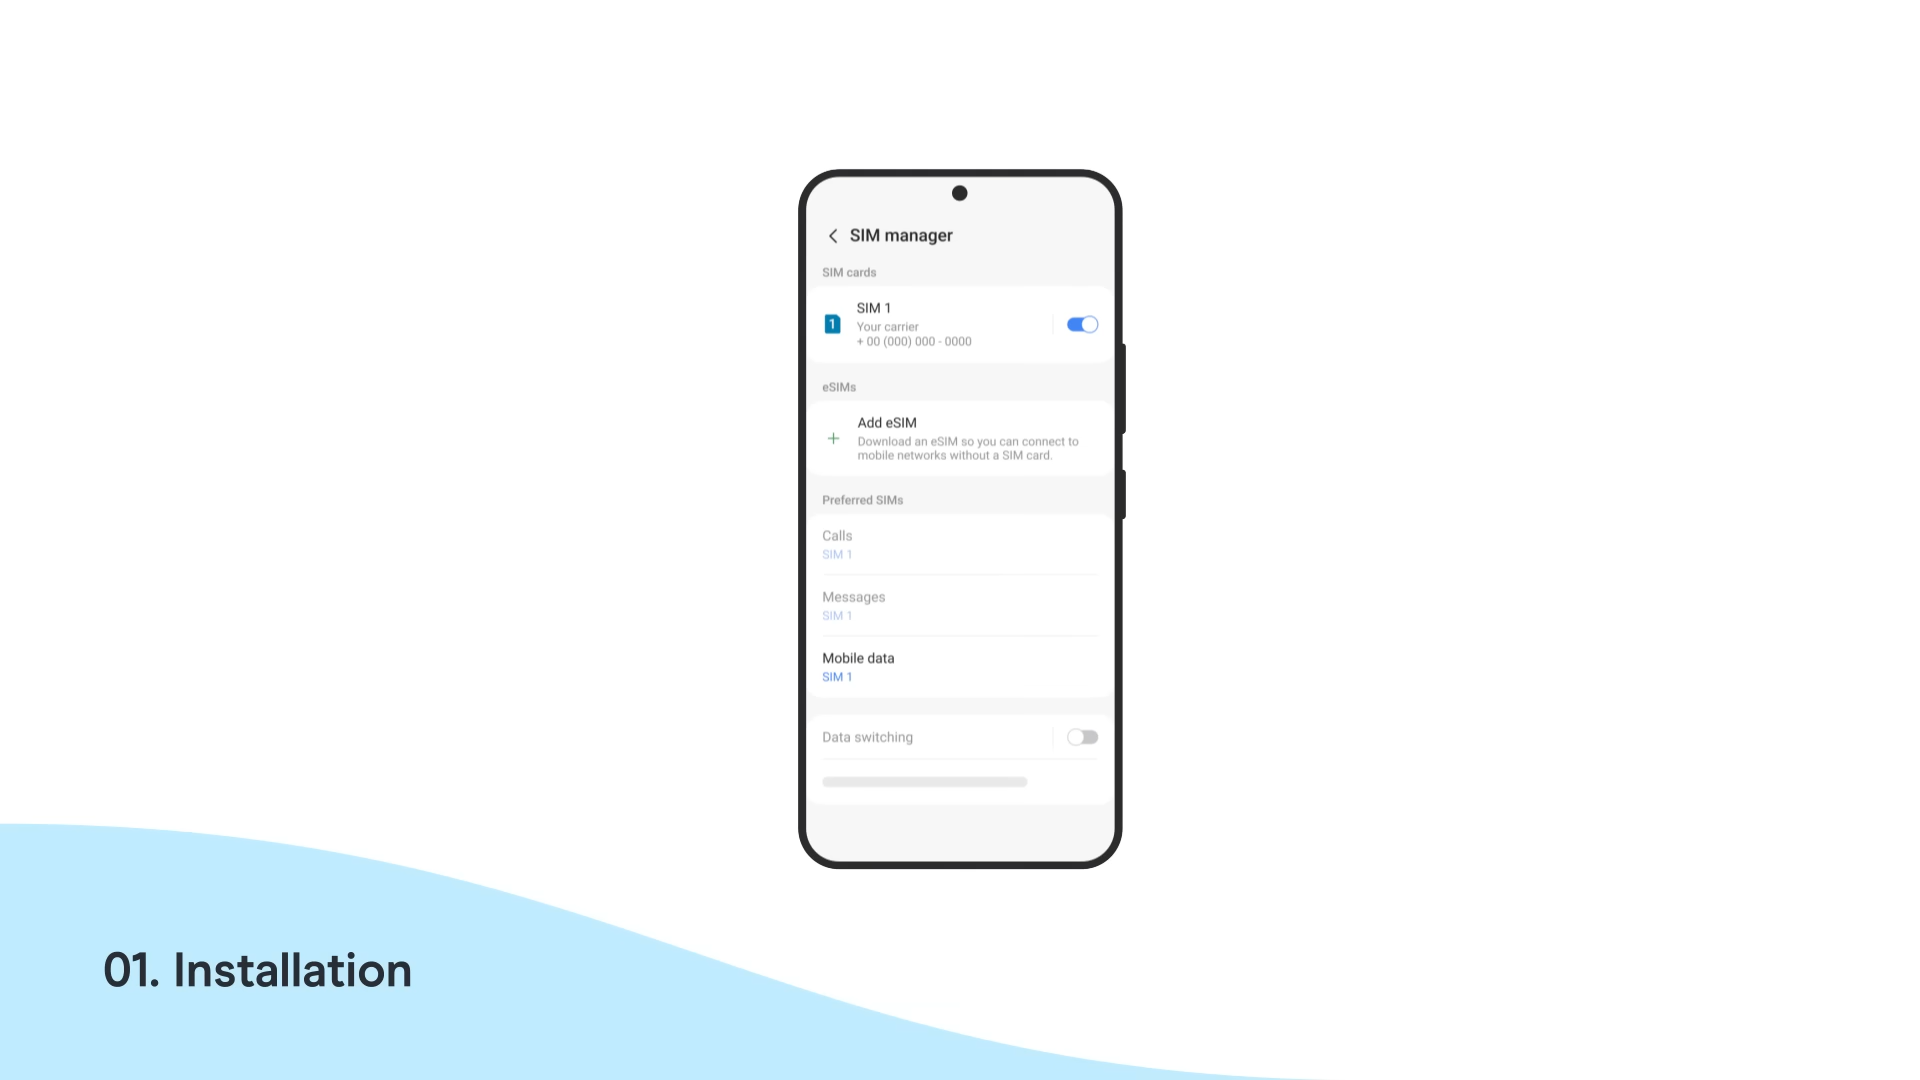 SIM manager
SIM cards
1
SIM 1
Your carrier
+ 00 (000) 000 - 0000
eSIMs
+
Add eSIM
Download an eSIM so you can connect to
mobile networks without a SIM card.
Preferred SIMs
Calls
SIM 1
Messages
SIM 1
Mobile data
SIM 1
Data switching
01. Installation